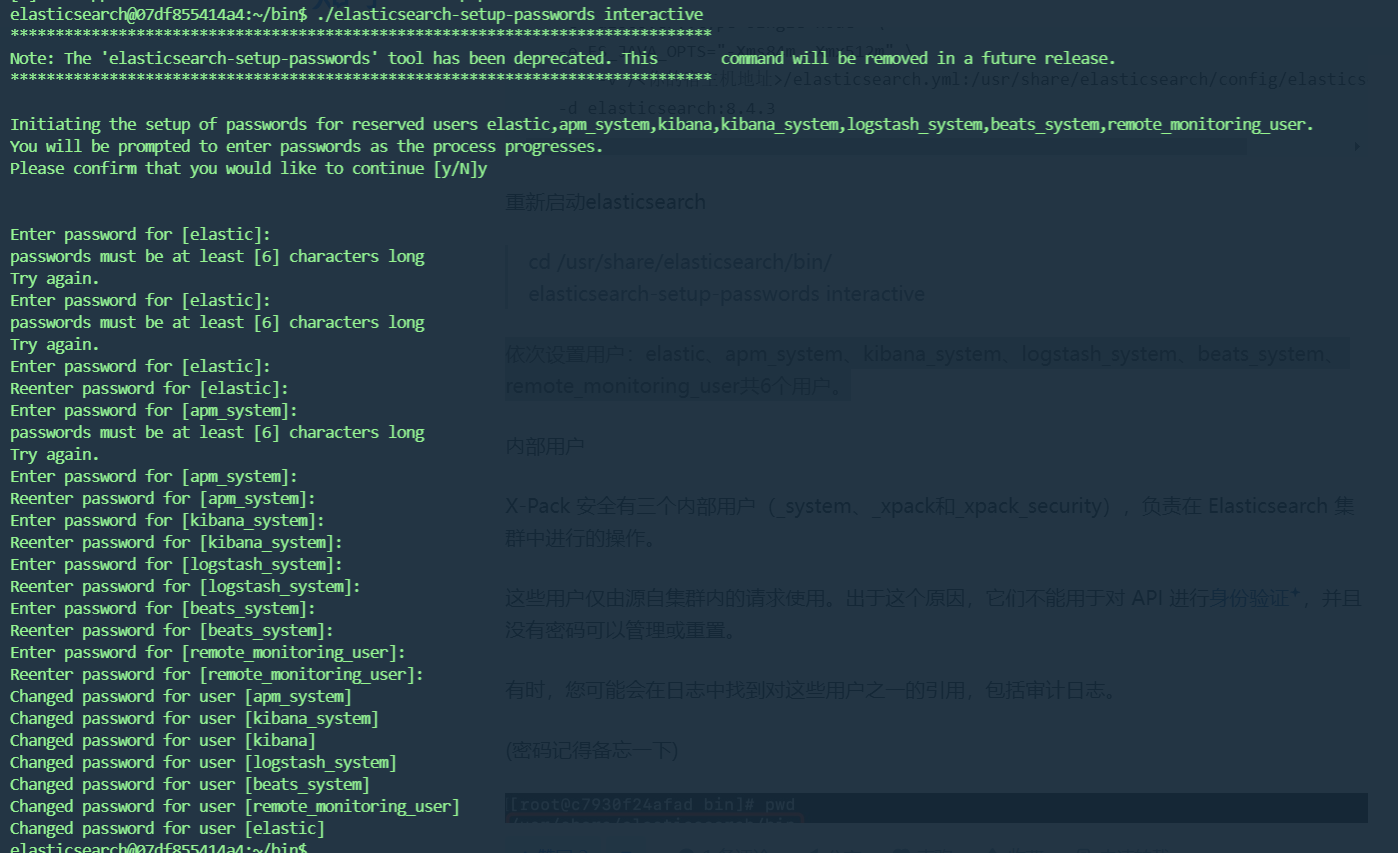 elasticsearch@07df855414a4:~/bin$ ./elasticsearch-setup-passwords interactive
******************************************************************************
Note: The 'elasticsearch-setup-passwords' tool has been deprecated. This       command will be removed in a future release.
******************************************************************************
Initiating the setup of passwords for reserved users elastic,apm_system,kibana,kibana_system,logstash_system,beats_system,remote_monitoring_user.
You will be prompted to enter passwords as the process progresses.
Please confirm that you would like to continue [y/N]y
Enter password for [elastic]:
passwords must be at least [6] characters long
Try again.
Enter password for [elastic]:
passwords must be at least [6] characters long
Try again.
Enter password for [elastic]:
Reenter password for [elastic]:
Enter password for [apm_system]:
passwords must be at least [6] characters long
Try again.
Enter password for [apm_system]:
Reenter password for [apm_system]:
Enter password for [kibana_system]:
Reenter password for [kibana_system]:
Enter password for [logstash_system]:
Reenter password for [logstash_system]:
Enter password for [beats_system]:
Reenter password for [beats_system]:
Enter password for [remote_monitoring_user]:
Reenter password for [remote_monitoring_user]:
Changed password for user [apm_system]
Changed password for user [kibana_system]
Changed password for user [kibana]
Changed password for user [logstash_system]
Changed password for user [beats_system]
Changed password for user [remote_monitoring_user]
Changed password for user [elastic]
elasticsearch@07df855414a4:~/bin$
/elasticsearch.yml:/usr/share/elasticsearch/config/elastics
-d elasticsearch:8.4.3
重新启动elasticsearch
cd /usr/share/elasticsearch/bin/
elasticsearch-setup-passwords interactive
依次设置用户：elastic、apm_system、kibana_system、logstash_system、beats_system、
remote_monitoring_user共6个用户。
内部用户
X-Pack 安全有三个内部用户（_system、_xpack和_xpack_security），负责在 Elasticsearch 集
群中进行的操作。
这些用户仅由源自集群内的请求使用。出于这个原因，它们不能用于对 API 进行身份验证，并且
没有密码可以管理或重置。
有时，您可能会在日志中找到对这些用户之一的引用，包括审计日志。
(密码记得备忘一下)
[root@c7930f24afad bin]# pwd